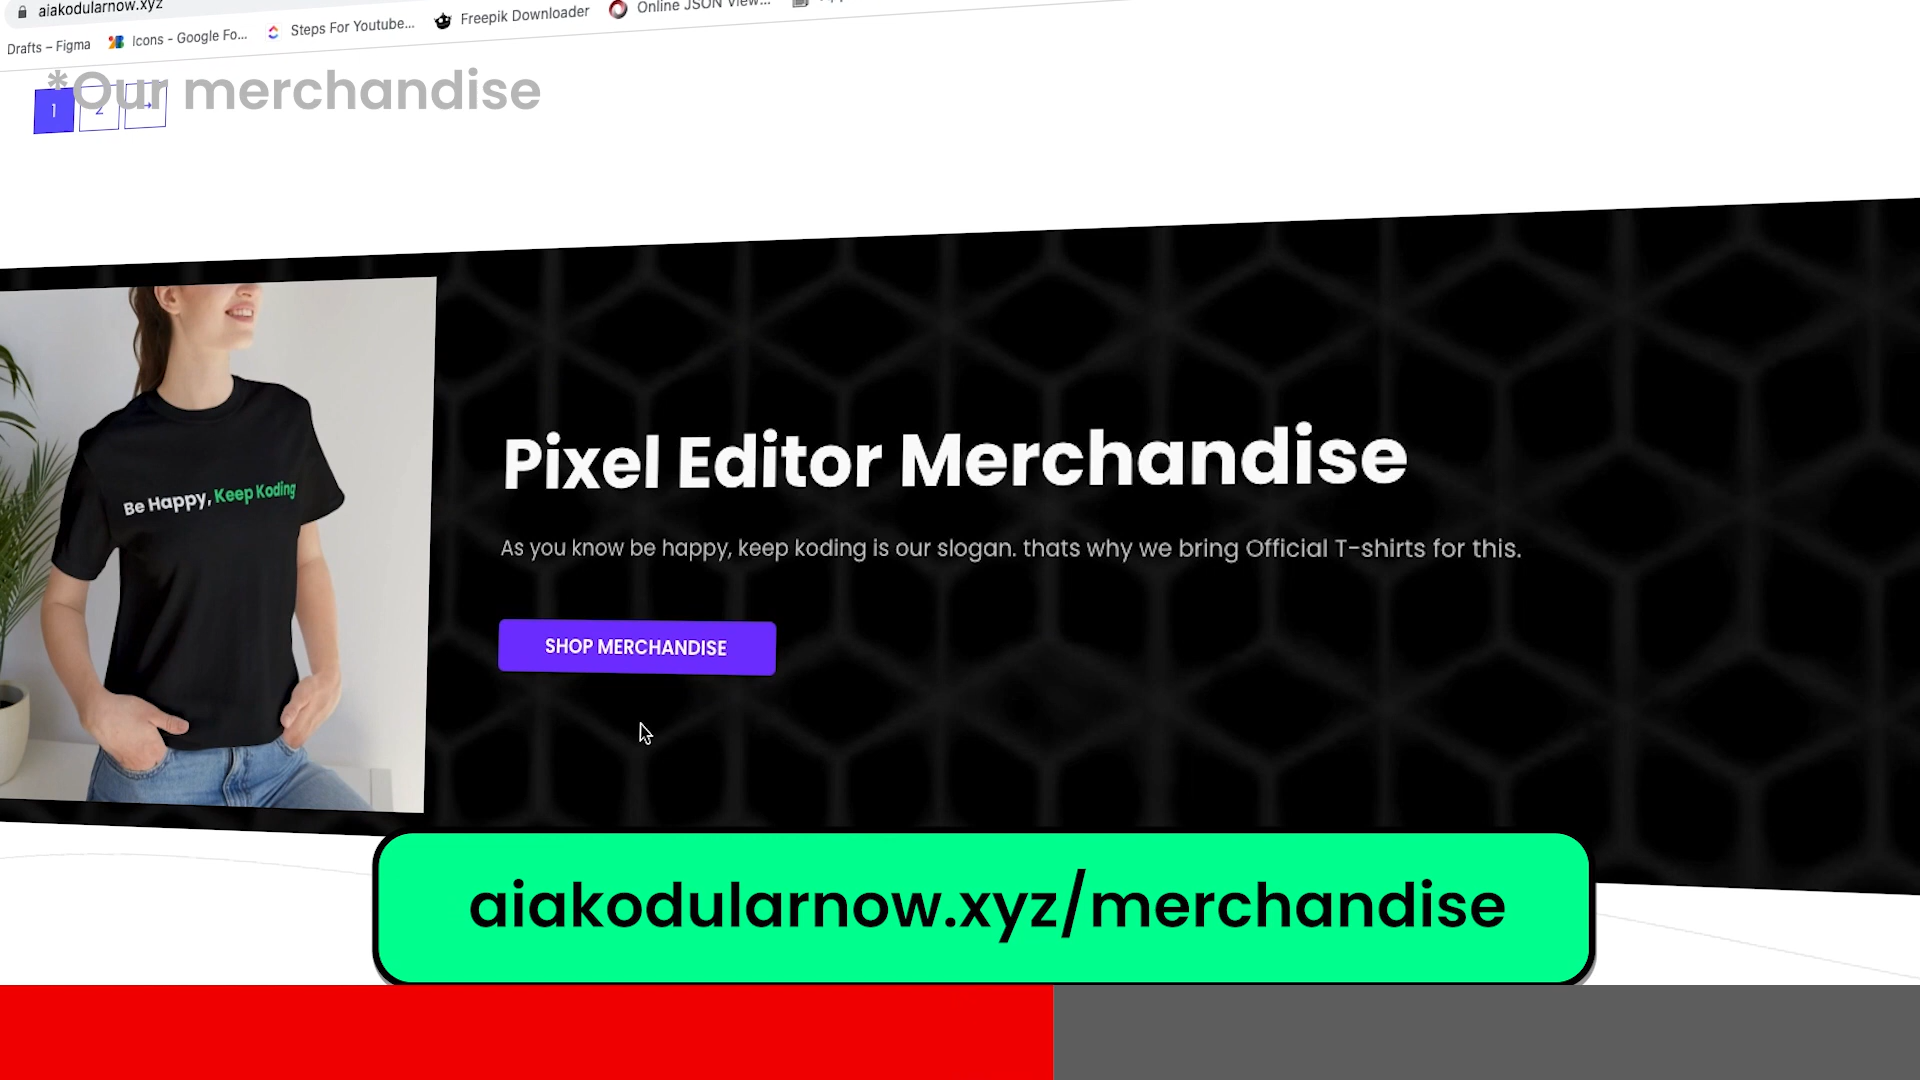 aiakodularnow.xyz
Drafts – Figma
Icons - Google Fo...
Steps For Youtube...
Freepik Downloader
Online JSON View...
*Our merchandise
1
2
→
Be Happy, Keep Koding
Pixel Editor Merchandise
As you know be happy, keep koding is our slogan. thats why we bring Official T-shirts for this.
SHOP MERCHANDISE
aiakodularnow.xyz/merchandise